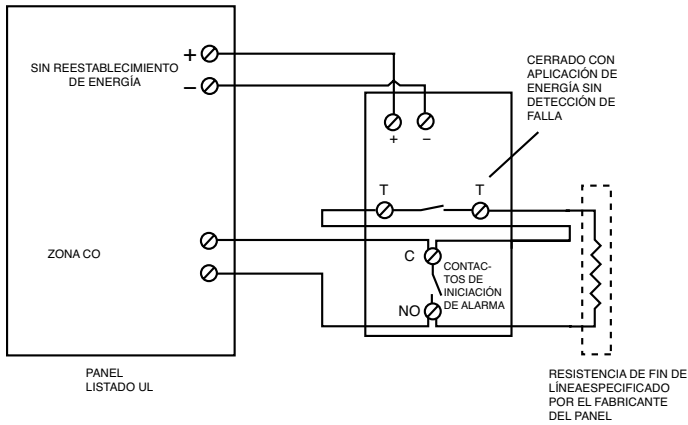 SIN REESTABLECIMIENTO
DE ENERGÍA
+
–
CERRADO CON
APLICACIÓN DE
ENERGÍA SIN
DETECCIÓN DE
FALLA
+ –
T T
ZONA CO
C
CONTAC-
TOS DE
INICIACIÓN
DE ALARMA
NO
PANEL
LISTADO UL
RESISTENCIA DE FIN DE
LÍNEAESPECIFICADO
POR EL FABRICANTE
DEL PANEL